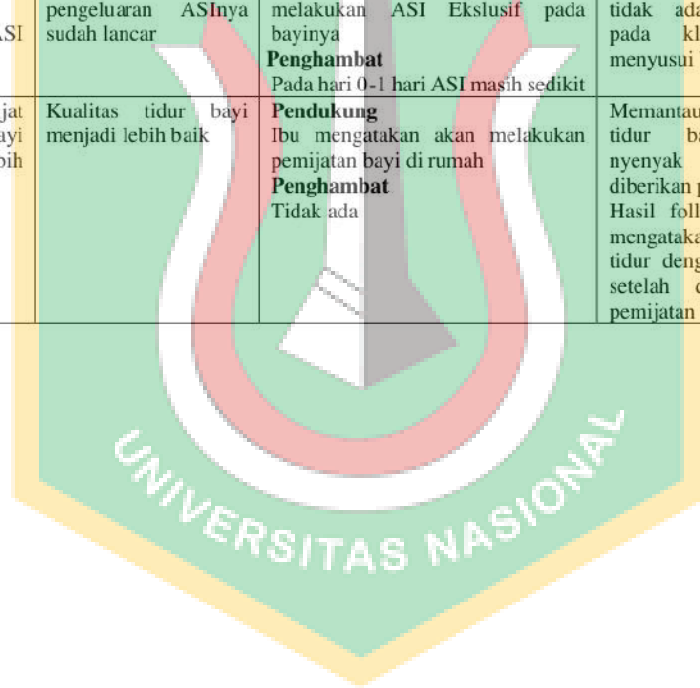 pengeluaran ASInya
sudah lancar
melakukan ASI Ekslusif pada
bayinya
Penghambat
Pada hari 0-1 hari ASI masih sedikit
tidak
pada
menyusui
Kualitas tidur bayi
menjadi lebih baik
Pendukung
Ibu mengatakan akan melakukan
pemijatan bayi di rumah
Penghambat
Tidak ada
Memantau
tidur
nyenyak
diberikan
Hasil
tidur
setelah
pemijatan
UNIVERSITAS NASIONAL